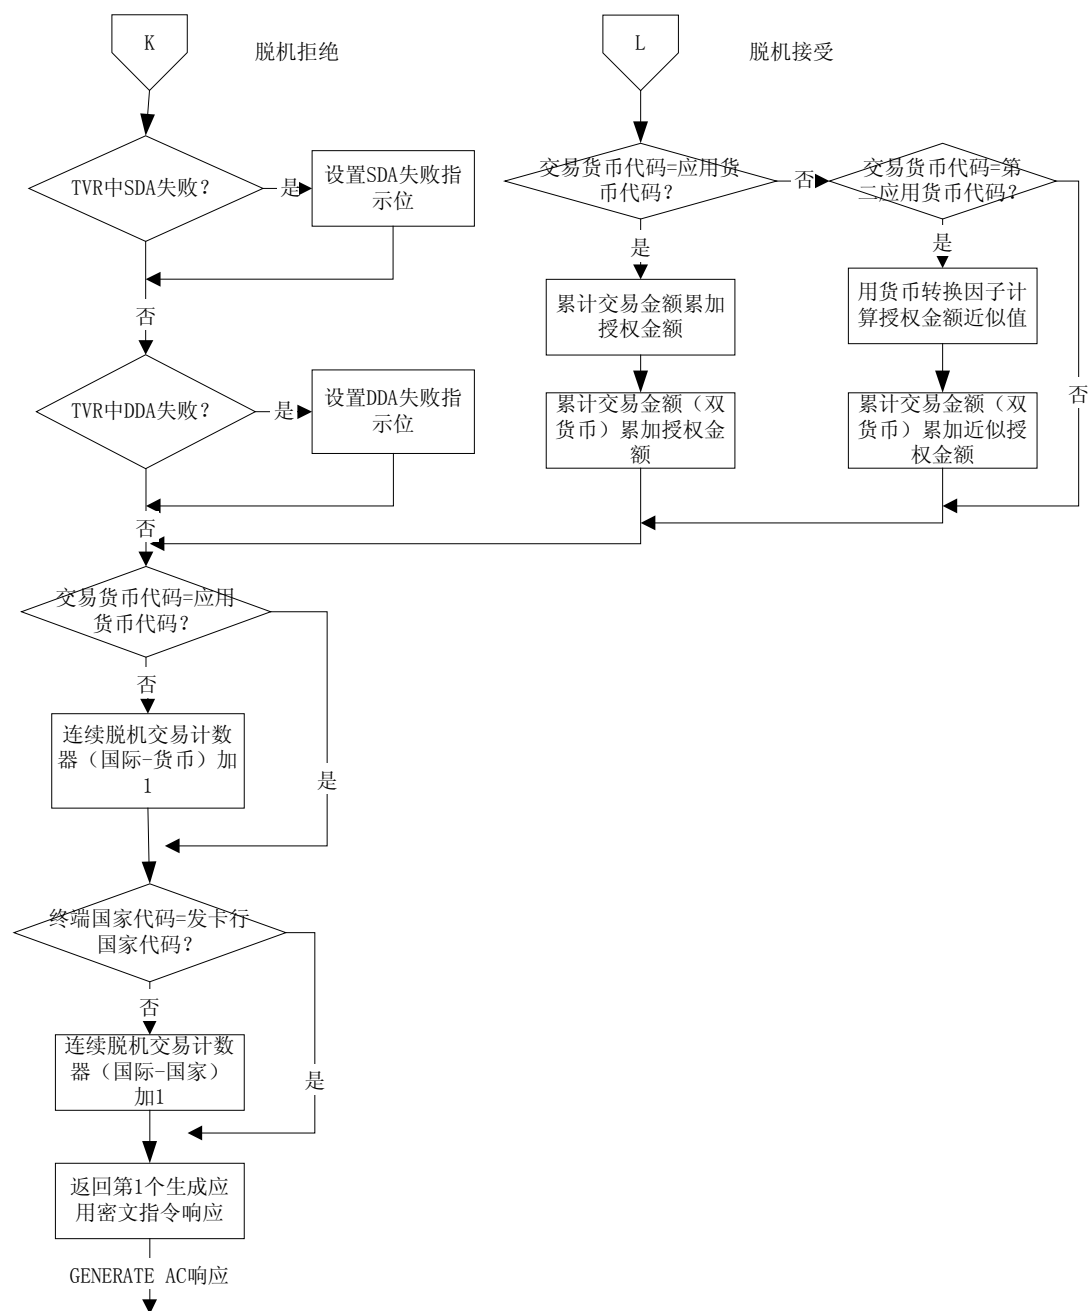 K
脱机拒绝
L
脱机接受
TVR中SDA失败?
是
设置SDA失败指
示位
否
TVR中DDA失败?
是
设置DDA失败指
示位
否
交易货币代码=应用货
币代码?
否
交易货币代码=第
二应用货币代码?
是
累计交易金额累加
授权金额
累计交易金额（双
货币）累加授权金
额
是
用货币转换因子计
算授权金额近似值
累计交易金额（双
货币）累加近似授
权金额
否
交易货币代码=应用
货币代码?
否
连续脱机交易计数
器（国际-货币）加
1
是
终端国家代码=发卡行
国家代码?
否
连续脱机交易计数
器（国际-国家）
加1
是
返回第1个生成应
用密文指令响应
GENERATE AC响应